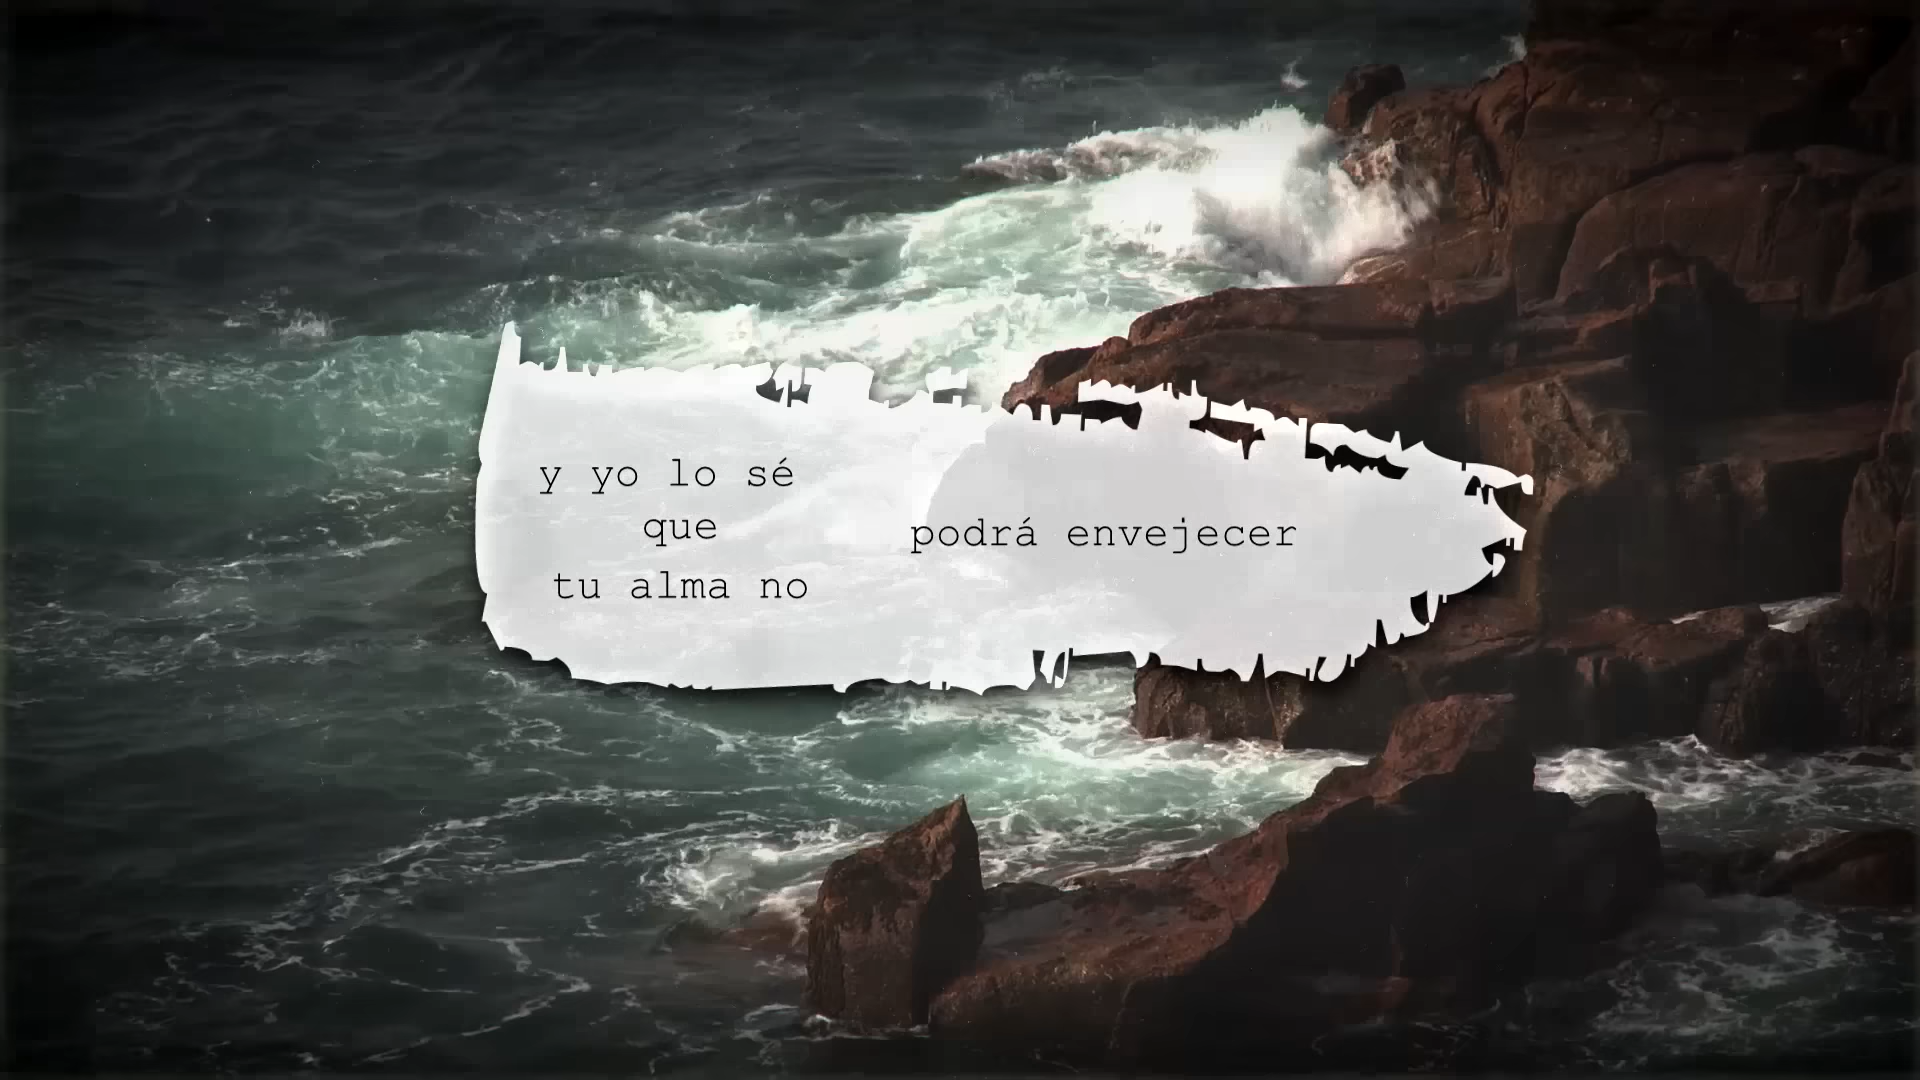 y yo lo sé
que
tu alma no
podrá envejecer